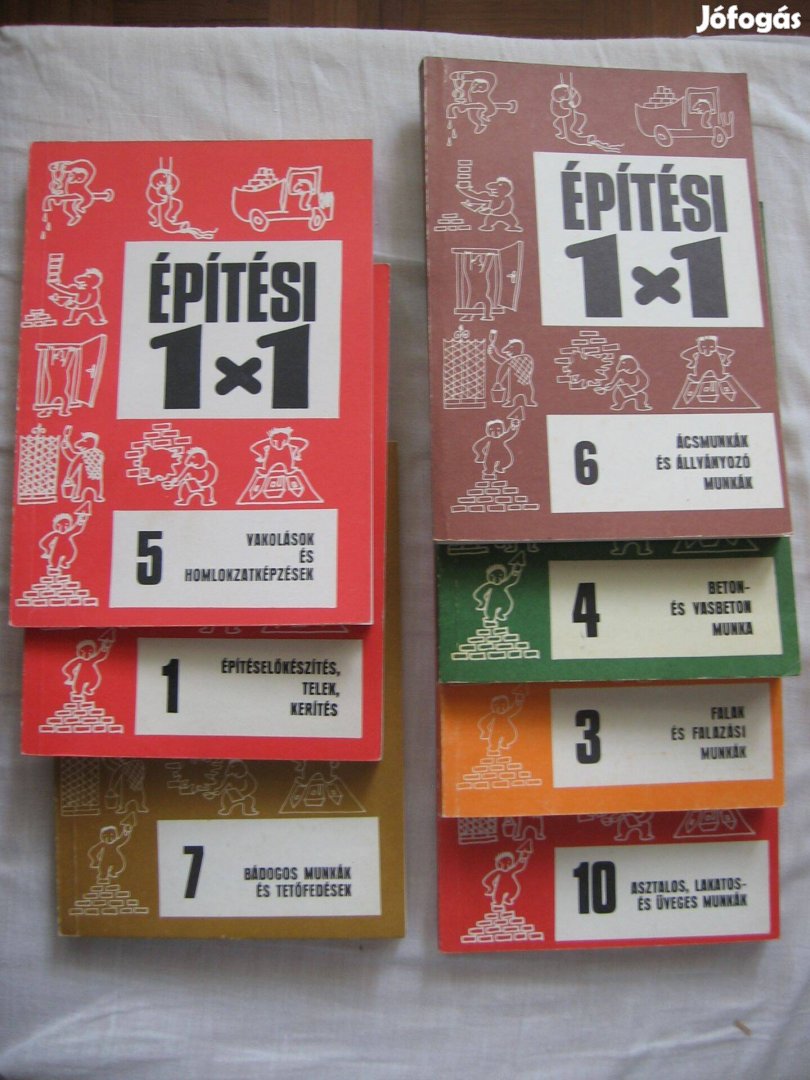 Jófogás
ÉPÍTÉSI
1×1
5
VAKOLÁSOK
ÉS
HOMLOKZATKÉPZÉSEK
1
ÉPÍTÉSELŐKÉSZÍTÉS,
TELEK,
KERÍTÉS
7
BÁDOGOS MUNKÁK
ÉS TETŐFEDÉSEK
ÉPÍTÉSI
1×1
6
ÁCSMUNKÁK
ÉS ÁLLVÁNYOZÓ
MUNKÁK
4
BETON-
ÉS VASBETON
MUNKA
3
FALAK
ÉS FALAZÁSI
MUNKÁK
10
ASZTALOS, LAKATOS-
ÉS ÜVEGES MUNKÁK